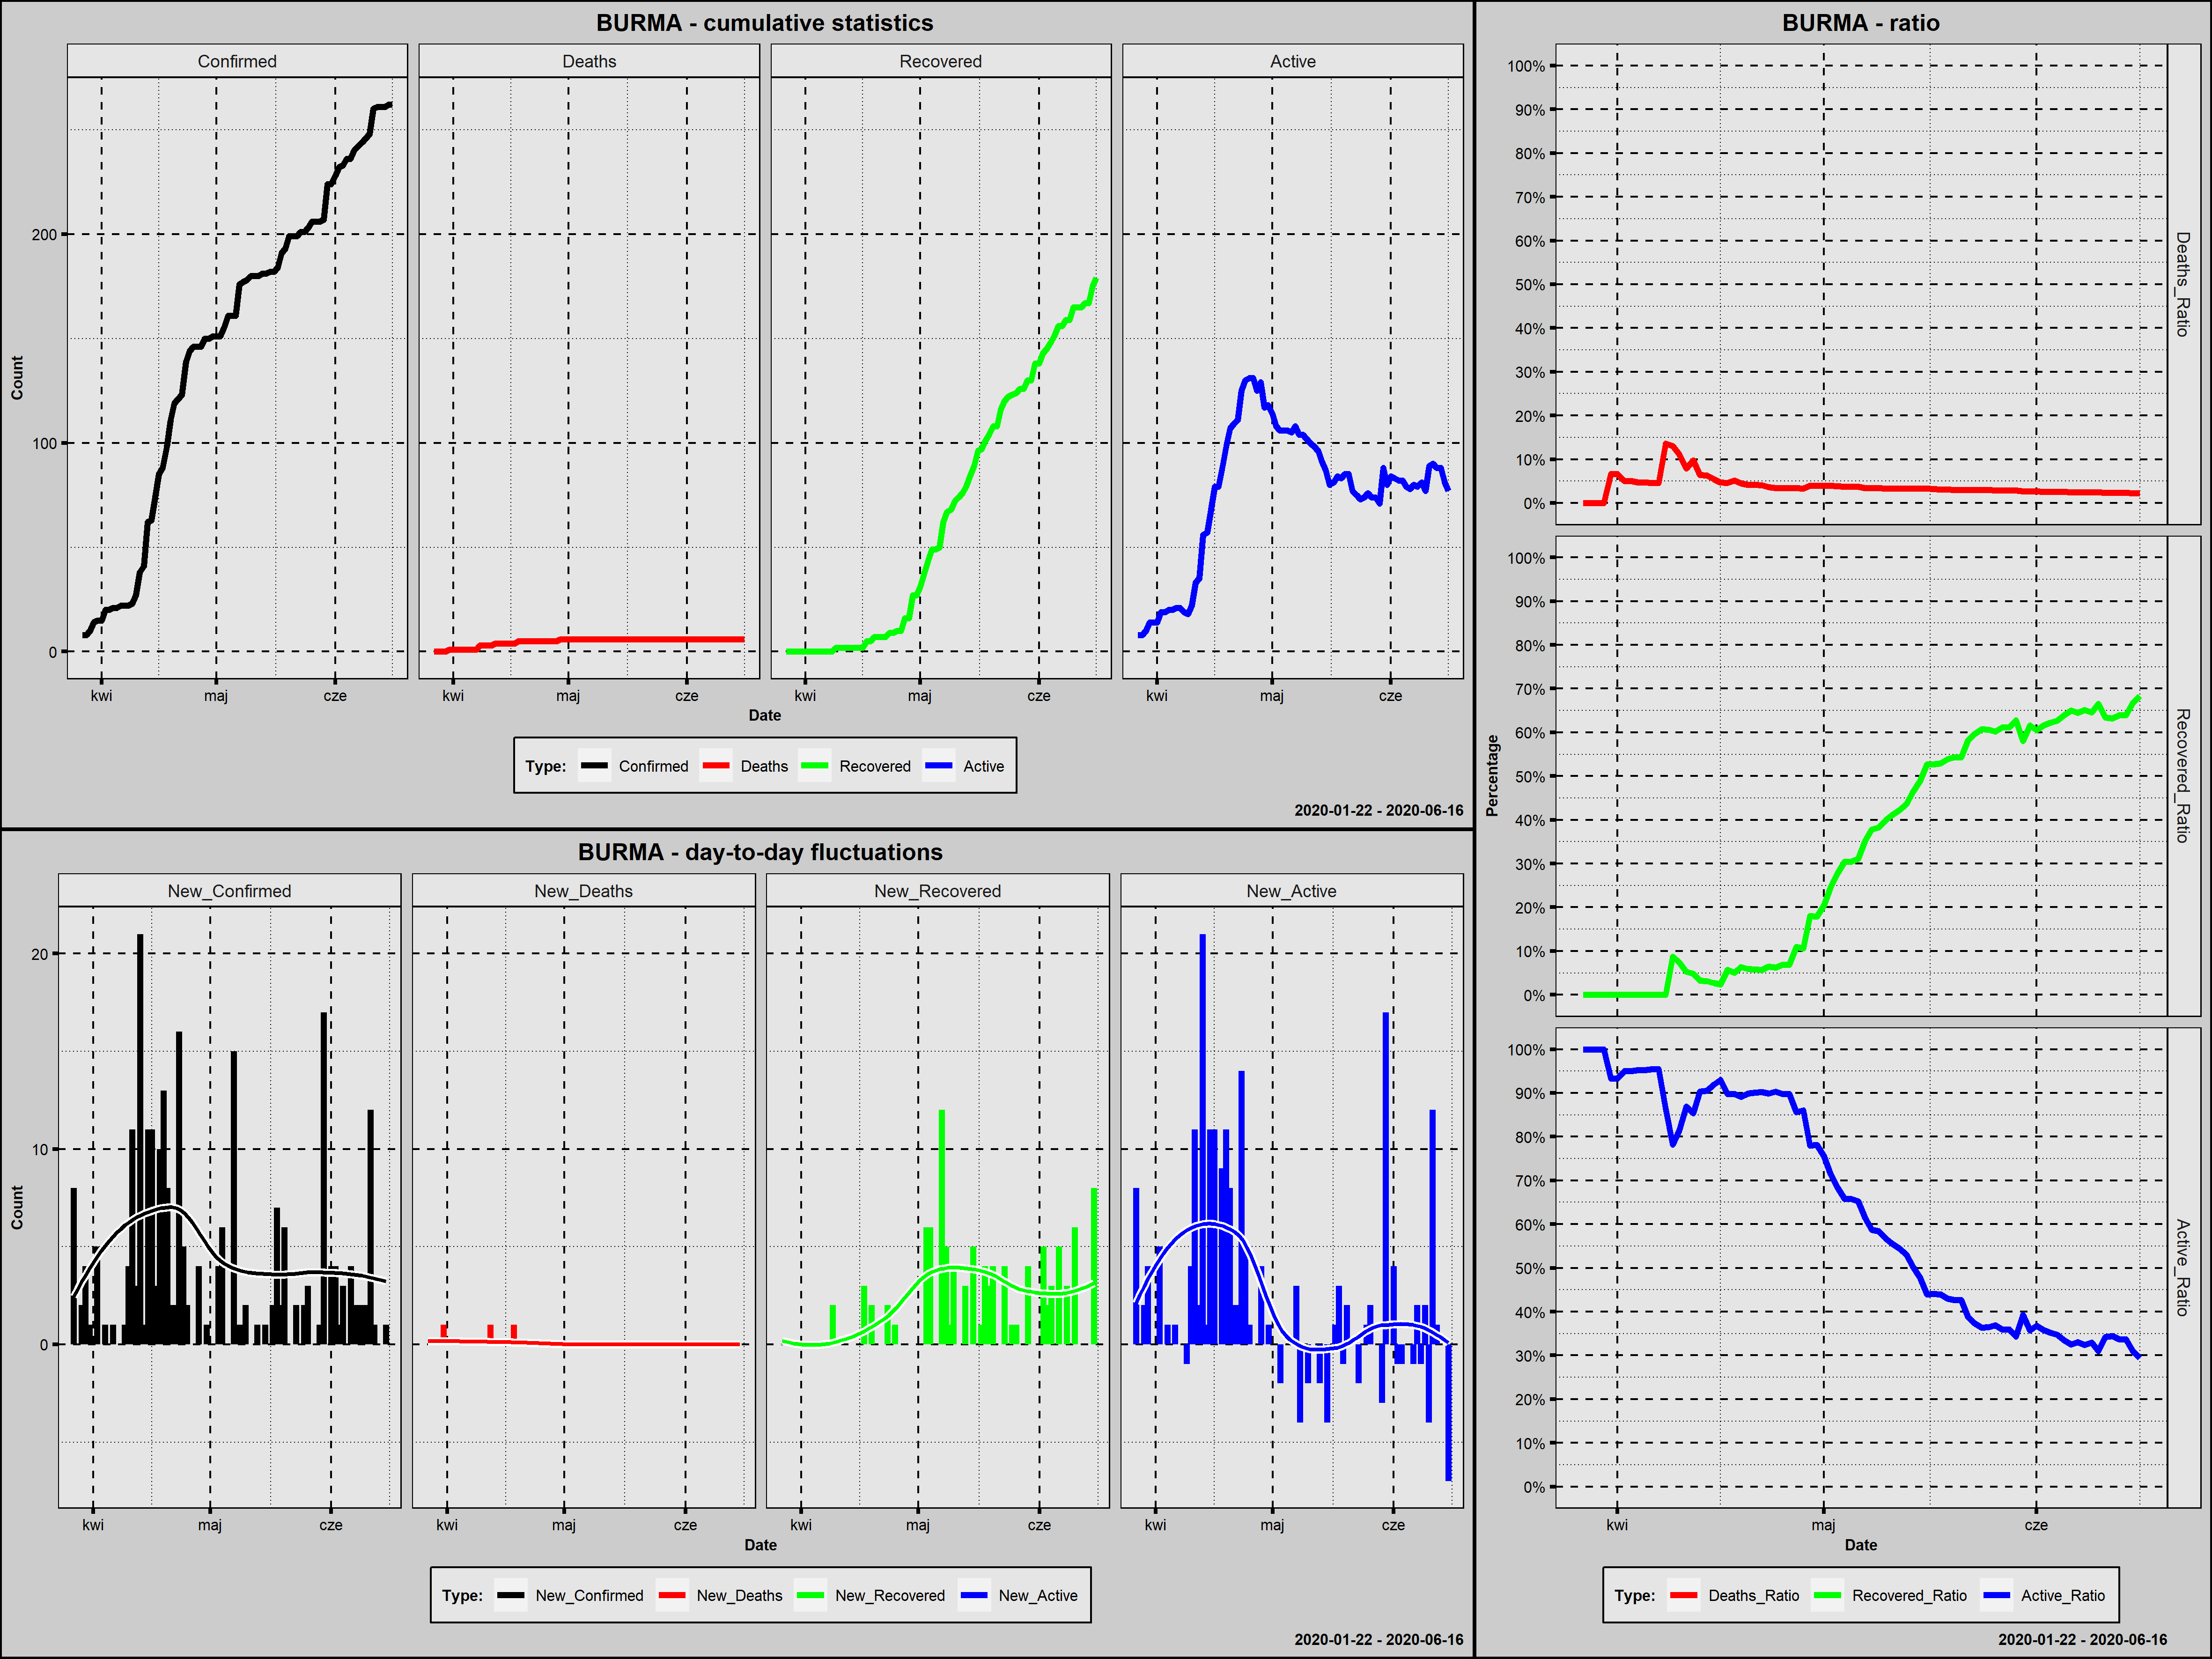 BURMA - cumulative statistics
Confirmed Deaths Recovered Active
Count
200
100
0
kwi maj cze kwi maj cze kwi maj cze kwi maj cze
Date
Type: Confirmed Deaths Recovered Active
2020-01-22 - 2020-06-16
BURMA - day-to-day fluctuations
New_Confirmed New_Deaths New_Recovered New_Active
Count
20
10
0
kwi maj cze kwi maj cze kwi maj cze kwi maj cze
Date
Type: New_Confirmed New_Deaths New_Recovered New_Active
2020-01-22 - 2020-06-16
BURMA - ratio
Percentage
100%
90%
80%
70%
60%
50%
40%
30%
20%
10%
0%
Deaths_Ratio
100%
90%
80%
70%
60%
50%
40%
30%
20%
10%
0%
Recovered_Ratio
100%
90%
80%
70%
60%
50%
40%
30%
20%
10%
0%
Active_Ratio
kwi maj cze
Date
Type: Deaths_Ratio Recovered_Ratio Active_Ratio
2020-01-22 - 2020-06-16